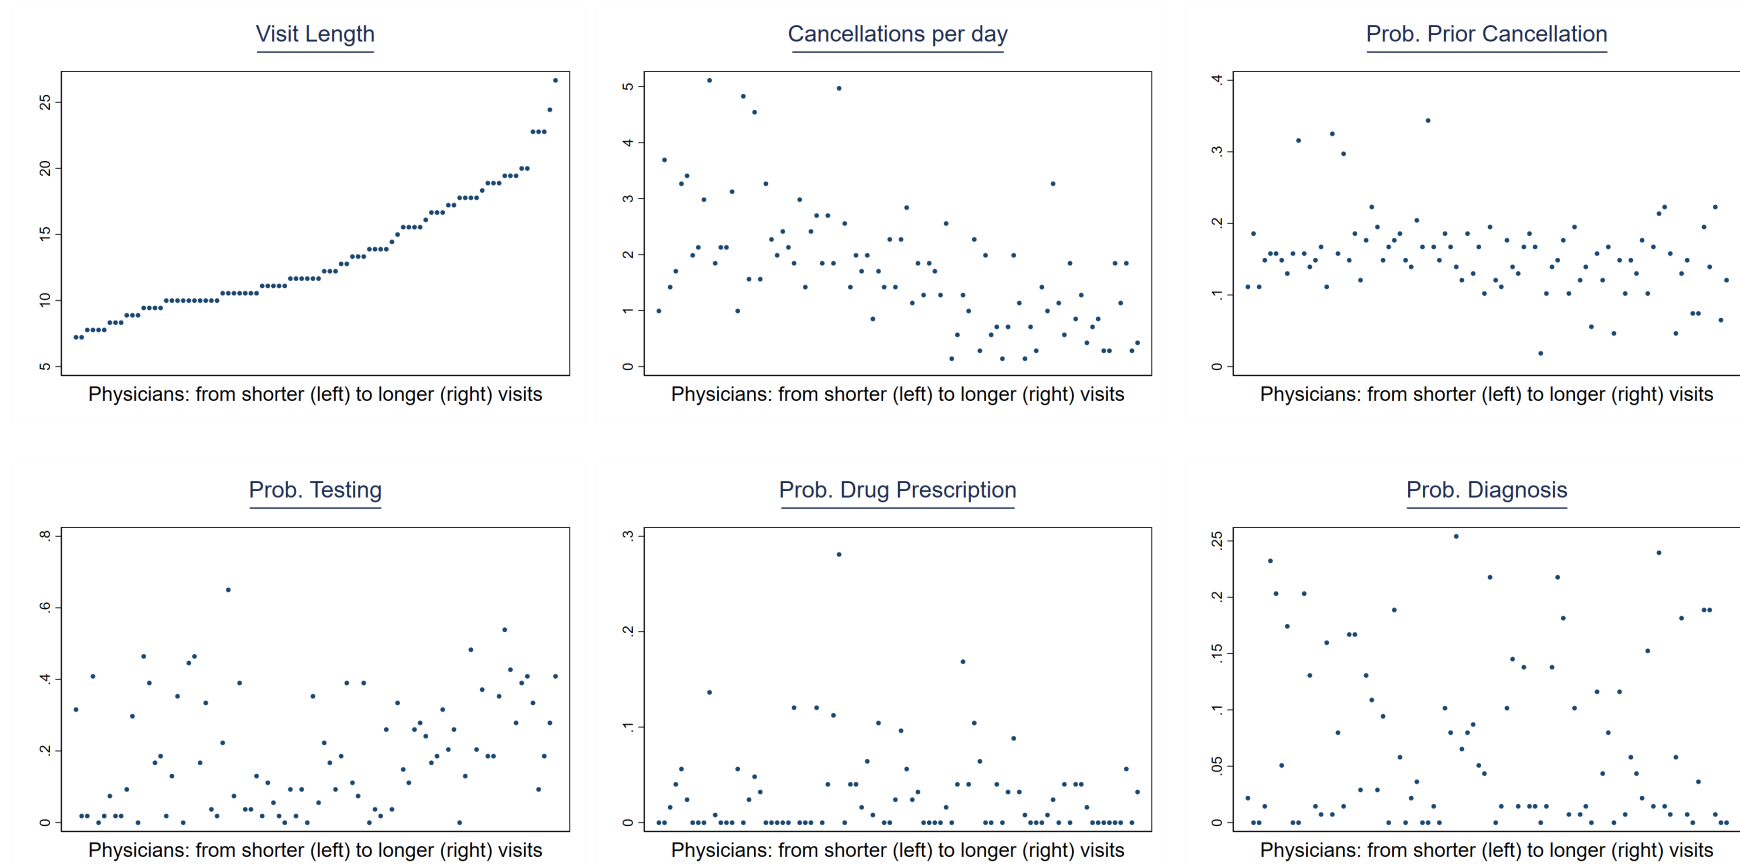 Visit Length
Cancellations per day
Prob. Prior Cancellation
25
20
15
10
5
Physicians: from shorter (left) to longer (right) visits
5
4
3
2
1
0
Physicians: from shorter (left) to longer (right) visits
.4
.3
.2
.1
0
Physicians: from shorter (left) to longer (right) visits
Prob. Testing
Prob. Drug Prescription
Prob. Diagnosis
.8
.6
.4
.2
0
Physicians: from shorter (left) to longer (right) visits
.3
.2
.1
0
Physicians: from shorter (left) to longer (right) visits
.25
.2
.15
.1
.05
0
Physicians: from shorter (left) to longer (right) visits